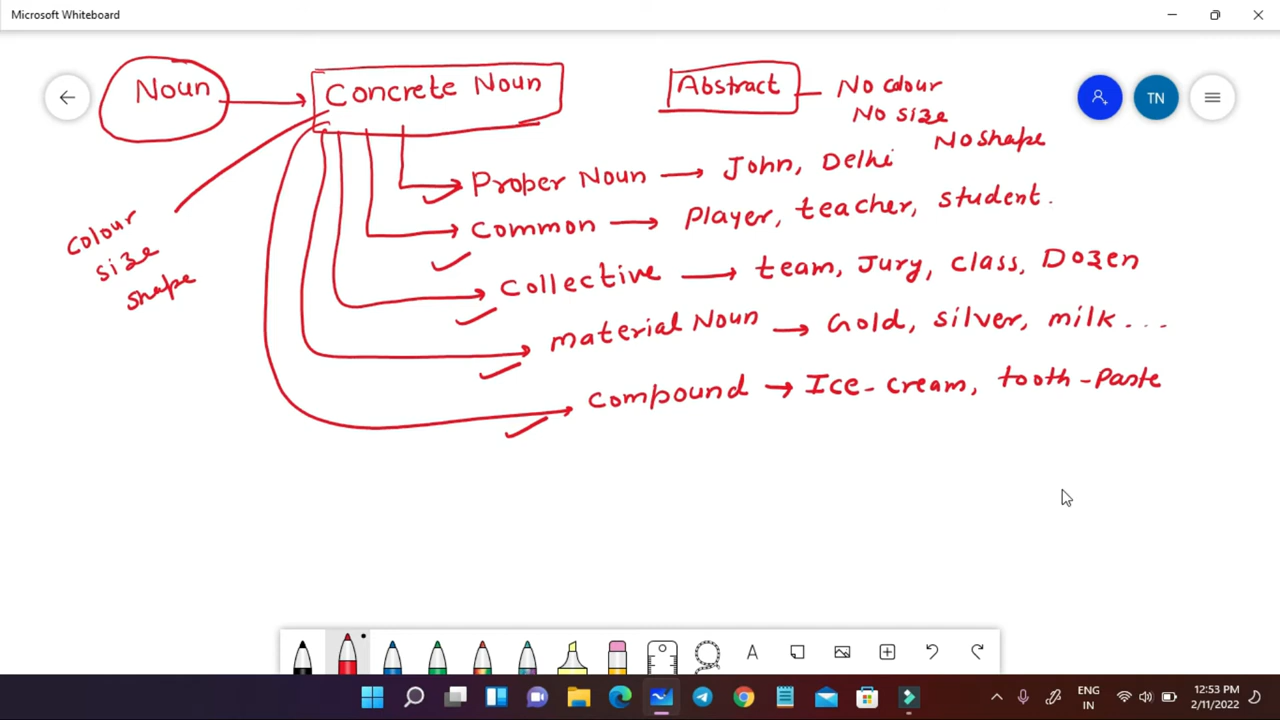 Microsoft Whiteboard
Noun
Concrete Noun
Abstract
No colour
No size
No shape
TN
colour
size
shape
Proper Noun → John, Delhi
Common → Player, teacher, student.
Collective → team, Jury, class, Dozen
material Noun → Gold, silver, milk...
compound → Ice-cream, tooth-Paste
A
ENG
IN
12:53 PM
2/11/2022